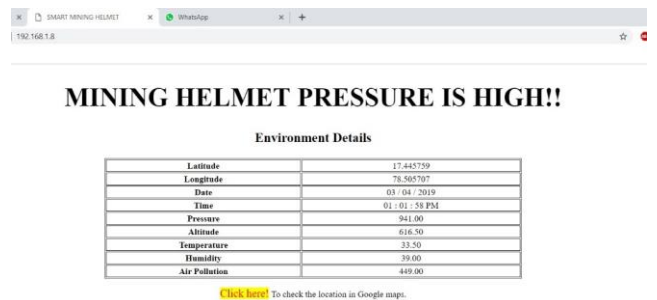 SMART MINING HELMET
WhatsApp
192.168.1.8
MINING HELMET PRESSURE IS HIGH!!
Environment Details
Latitude 17.445759
Longitude 78.505707
Date 03 / 04 / 2019
Time 01 : 01 : 58 PM
Pressure 941.00
Altitude 616.50
Temperature 33.50
Humidity 39.00
Air Pollution 449.00
Click here! To check the location in Google maps.